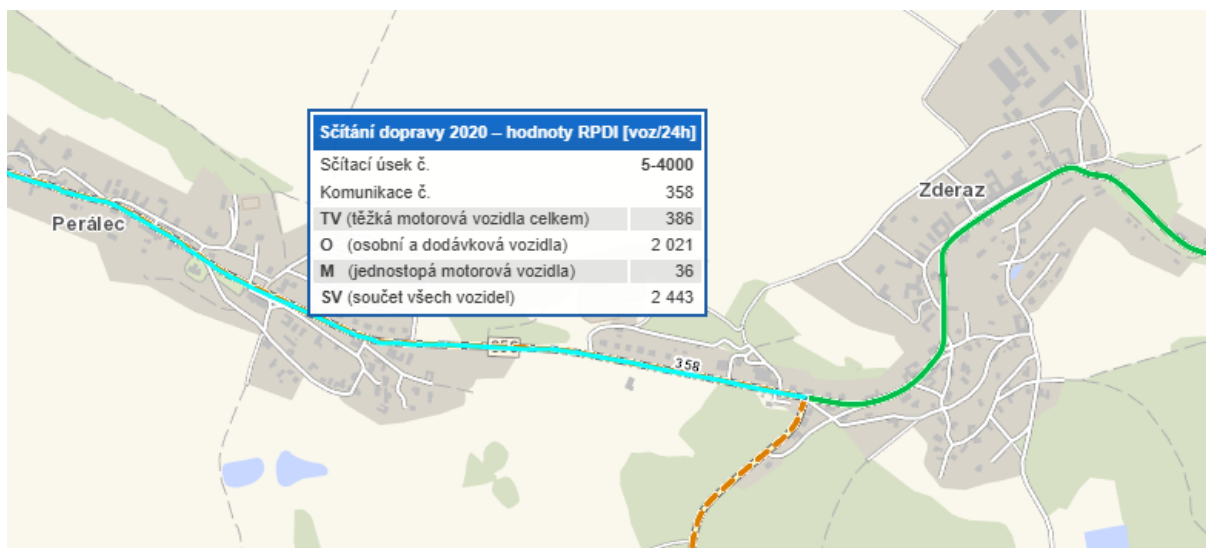 Sčítání dopravy 2020 – hodnoty RPDI [voz/24h]
Sčítací úsek č. 5-4000
Komunikace č. 358
TV (těžká motorová vozidla celkem) 386
O (osobní a dodávková vozidla) 2 021
M (jednostopá motorová vozidla) 36
SV (součet všech vozidel) 2 443
Zderaz
Perálec
358